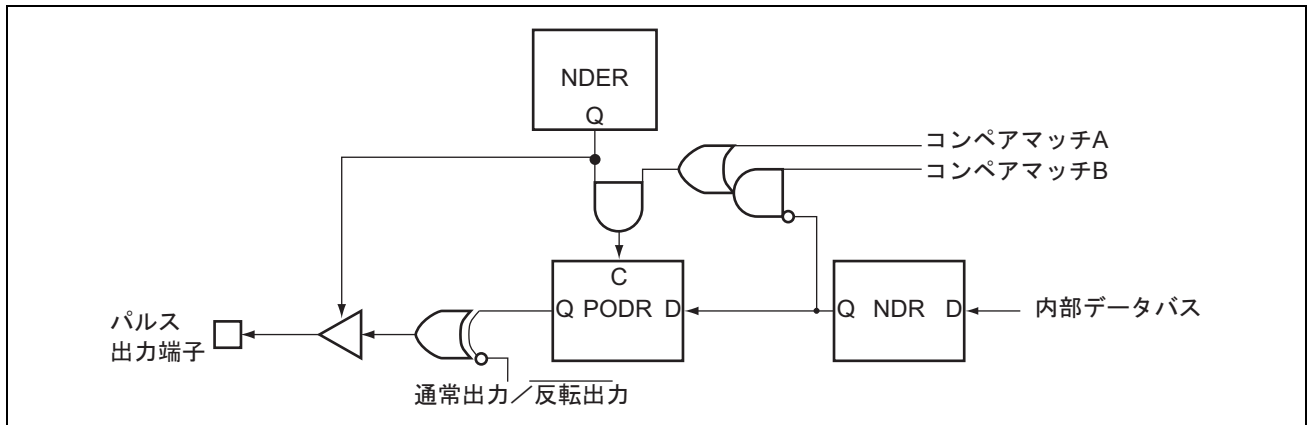 NDER
Q
コンペアマッチA
コンペアマッチB
C
Q PODR D
Q NDR D
内部データバス
パルス
出力端子
通常出力／反転出力